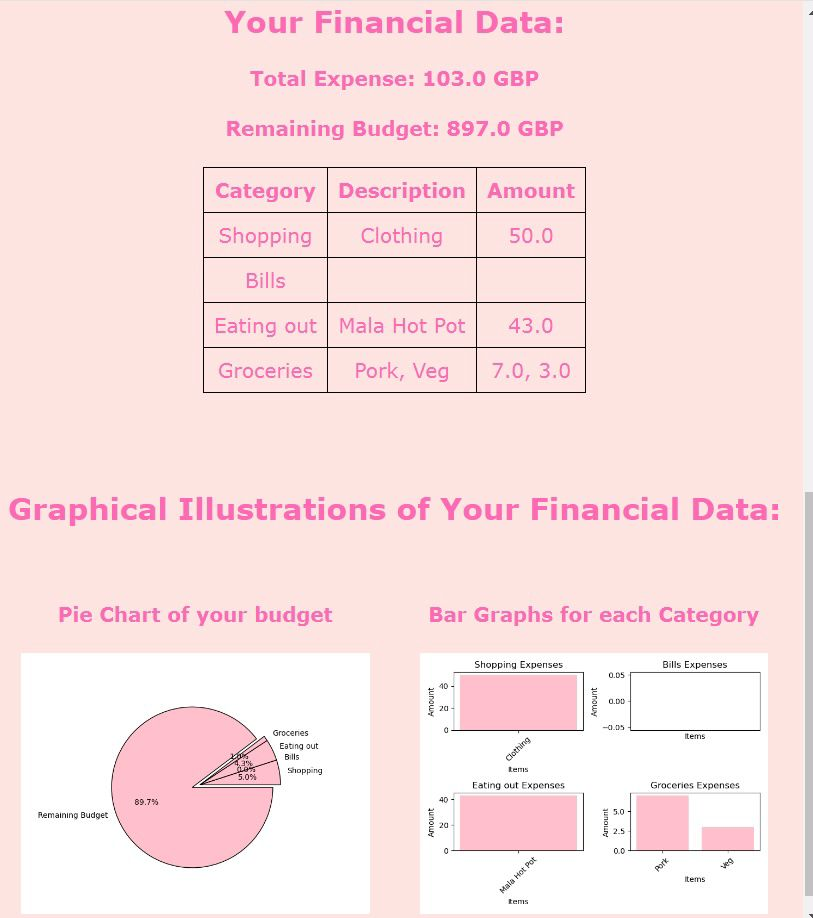 Your Financial Data:
Total Expense: 103.0 GBP
Remaining Budget: 897.0 GBP
Category Description Amount
Shopping Clothing 50.0
Bills
Eating out Mala Hot Pot 43.0
Groceries Pork, Veg 7.0, 3.0
Graphical Illustrations of Your Financial Data:
Pie Chart of your budget
Groceries
Eating out
Bills
Shopping
1.0%
4.3%
0.0%
5.0%
89.7%
Remaining Budget
Bar Graphs for each Category
Shopping Expenses
Amount
40
20
0
Clothing
Items
Bills Expenses
Amount
0.05
0.00
−0.05
Items
Eating out Expenses
Amount
40
20
0
Mala Hot Pot
Items
Groceries Expenses
Amount
5.0
2.5
0.0
Pork
Veg
Items